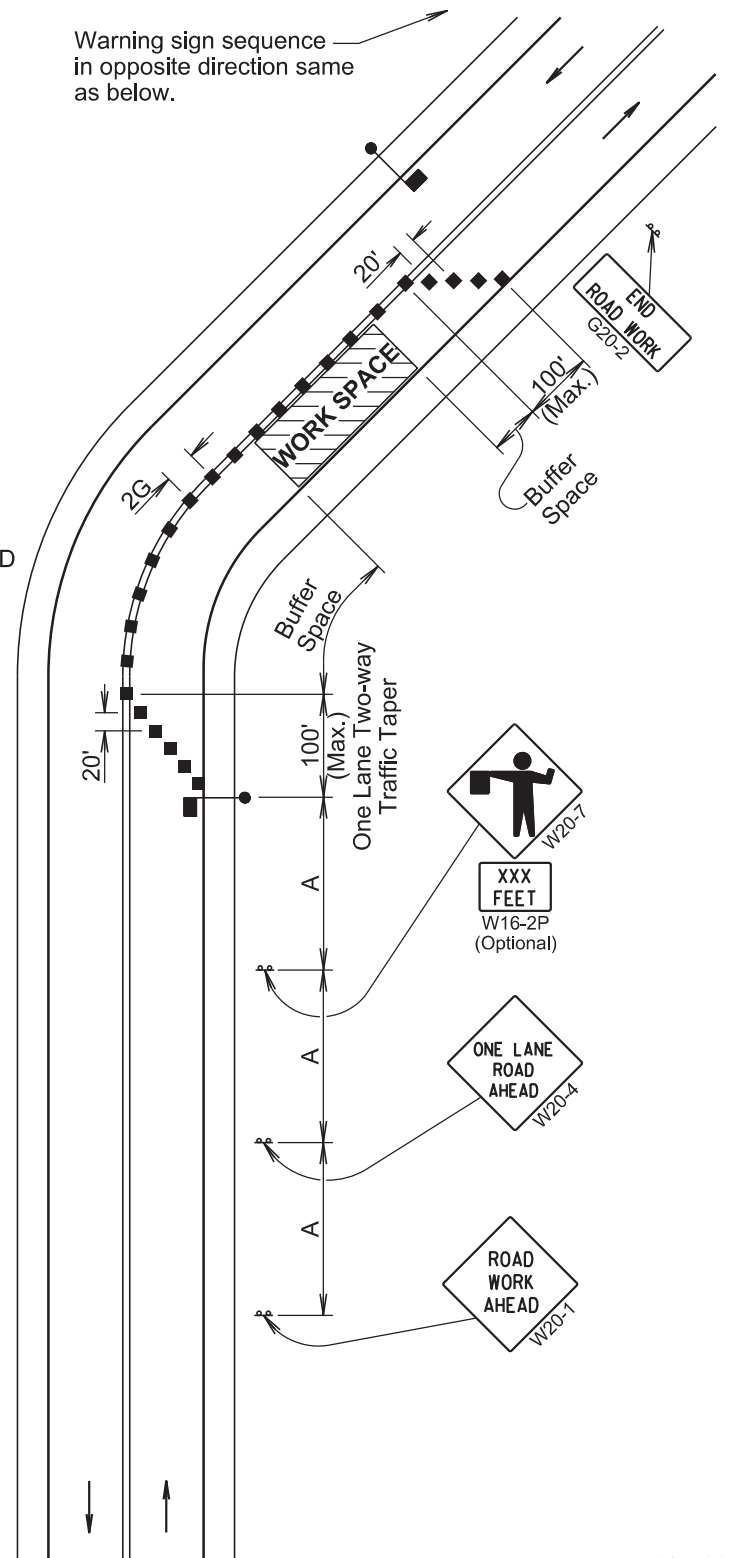 Warning sign sequence
in opposite direction same
as below.
20'
END
ROAD WORK
G20-2
100'
(Max.)
WORK SPACE
Buffer
Space
2G
D
Buffer
Space
100'
(Max.)
One Lane Two-way
Traffic Taper
20'
W20-7
XXX
FEET
W16-2P
(Optional)
A
A
ONE LANE
ROAD
AHEAD
W20-4
A
ROAD
WORK
AHEAD
W20-1